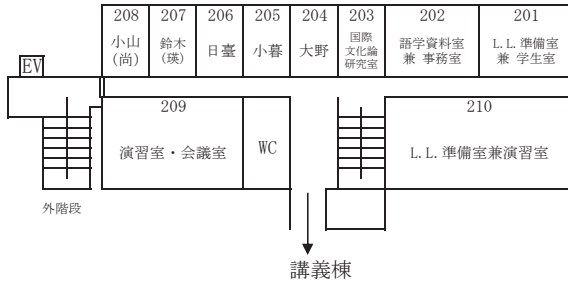 208 207 206 205 204 203 202 201
小山
(尚)
鈴木
(瑛)
日臺
小暮
大野
国際
文化論
研究室
語学資料室
兼 事務室
L.L.準備室
兼 学生室
EV
209
演習室・会議室
WC
210
L.L.準備室兼演習室
外階段
講義棟